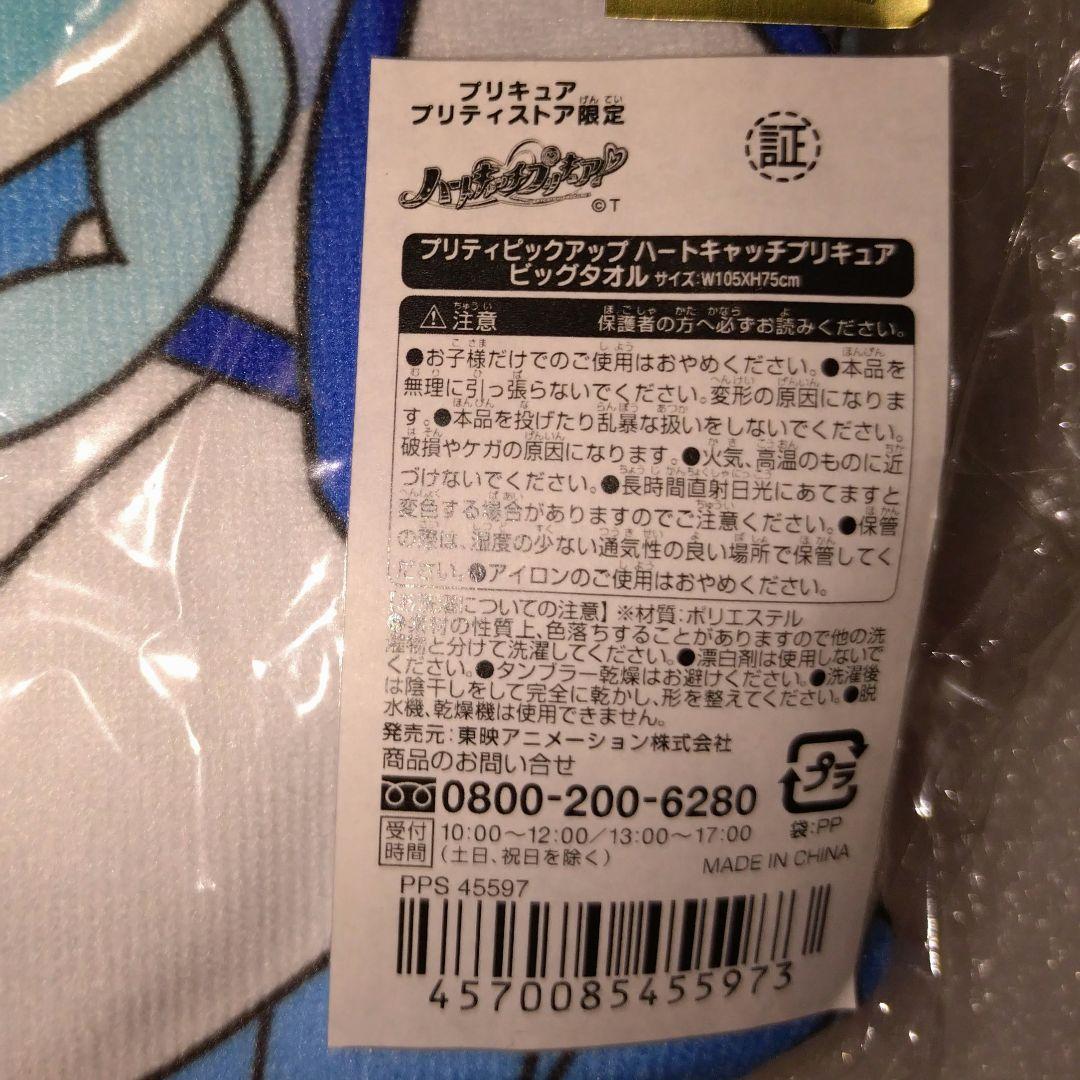 プリキュア
プリティストア限定
げんてい
証
ハートキャッチプリキュア!
©T
プリティピックアップ ハートキャッチプリキュア
ビッグタオル サイズ:W105XH75cm
⚠注意 保護者の方へ必ずお読みください。
●お子様だけでのご使用はおやめください。●本品を
無理に引っ張らないでください。変形の原因になりま
す。●本品を投げたり乱暴な扱いをしないでください。
破損やケガの原因になります。●火気、高温のものに近
づけないでください。●長時間直射日光にあてますと
変色する場合がありますのでご注意ください。●保管
の際は、湿度の少ない通気性の良い場所で保管してく
ださい。●アイロンのご使用はおやめください。
【お洗濯についての注意】※材質:ポリエステル
●素材の性質上、色落ちすることがありますので他の洗
濯物と分けて洗濯してください。●漂白剤は使用しないで
ください。●タンブラー乾燥はお避けください。●洗濯後
は陰干しをして完全に乾かし、形を整えてください。●脱
水機、乾燥機は使用できません。
発売元:東映アニメーション株式会社
商品のお問い合せ
0800-200-6280
受付時間 10:00〜12:00/13:00〜17:00
(土日、祝日を除く)
プラ
袋:PP
MADE IN CHINA
PPS 45597
4570085455973